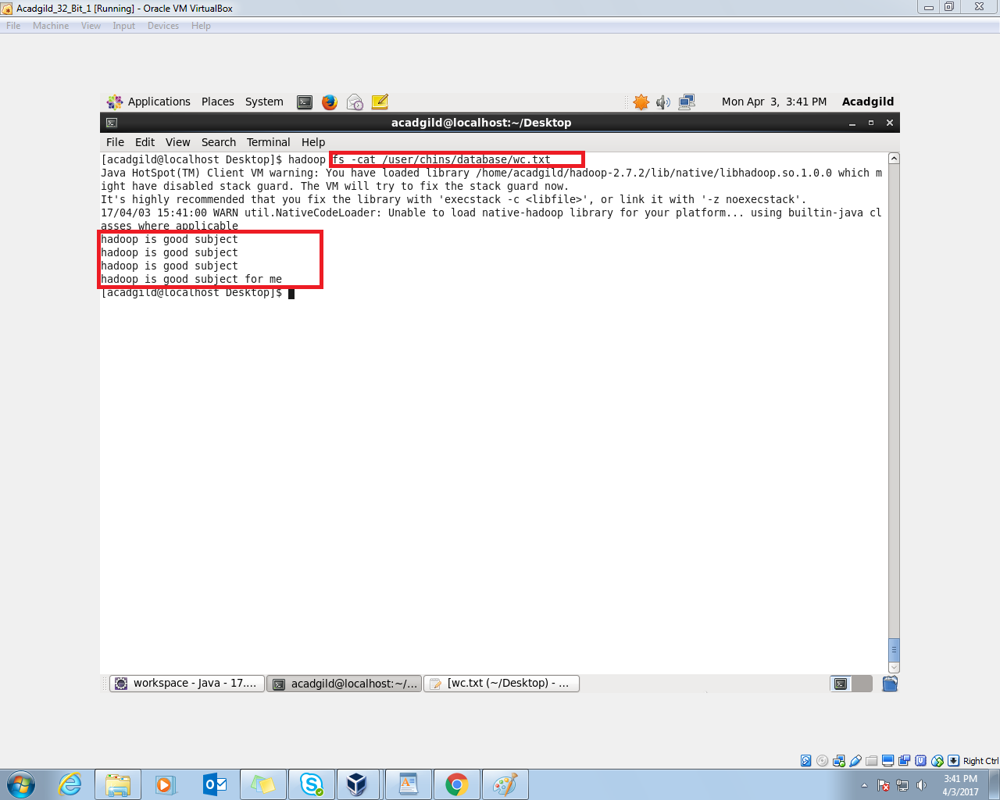 Acadgild_32_Bit_1 [Running] - Oracle VM VirtualBox
File Machine View Input Devices Help
Applications Places System Mon Apr 3, 3:41 PM Acadgild
acadgild@localhost:~/Desktop
File Edit View Search Terminal Help
[acadgild@localhost Desktop]$ hadoop fs -cat /user/chins/database/wc.txt
Java HotSpot(TM) Client VM warning: You have loaded library /home/acadgild/hadoop-2.7.2/lib/native/libhadoop.so.1.0.0 which m
ight have disabled stack guard. The VM will try to fix the stack guard now.
It's highly recommended that you fix the library with 'execstack -c <libfile>', or link it with '-z noexecstack'.
17/04/03 15:41:00 WARN util.NativeCodeLoader: Unable to load native-hadoop library for your platform... using builtin-java cl
asses where applicable
hadoop is good subject
hadoop is good subject
hadoop is good subject
hadoop is good subject for me
[acadgild@localhost Desktop]$
workspace - Java - 17.... acadgild@localhost:~/... [wc.txt (~/Desktop) - ...
Right Ctrl
3:41 PM
4/3/2017